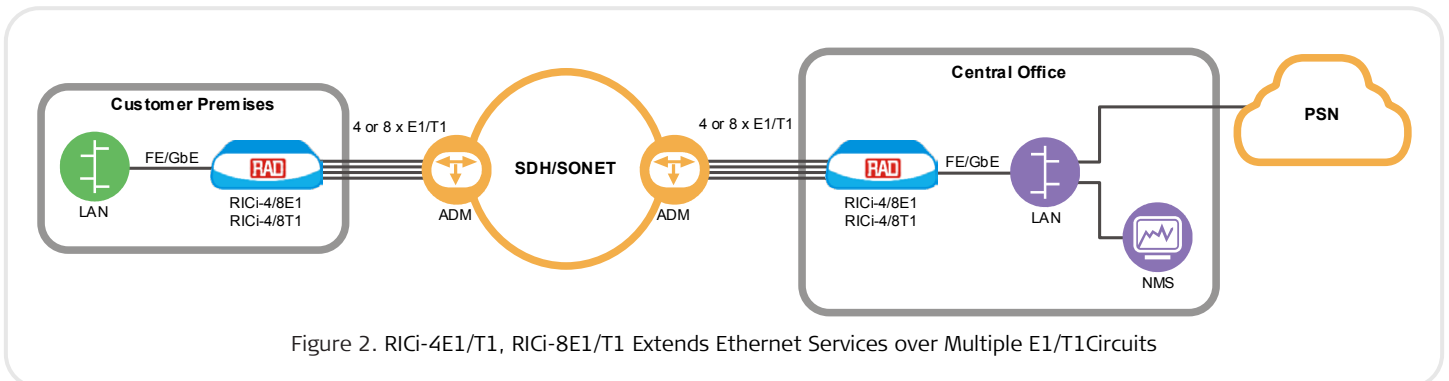 Customer Premises
FE/GbE
LAN
RAD
RICi-4/8E1
RICi-4/8T1
4 or 8 x E1/T1
ADM
SDH/SONET
4 or 8 x E1/T1
ADM
Central Office
RAD
RICi-4/8E1
RICi-4/8T1
FE/GbE
LAN
NMS
PSN
Figure 2. RICi-4E1/T1, RICi-8E1/T1 Extends Ethernet Services over Multiple E1/T1Circuits